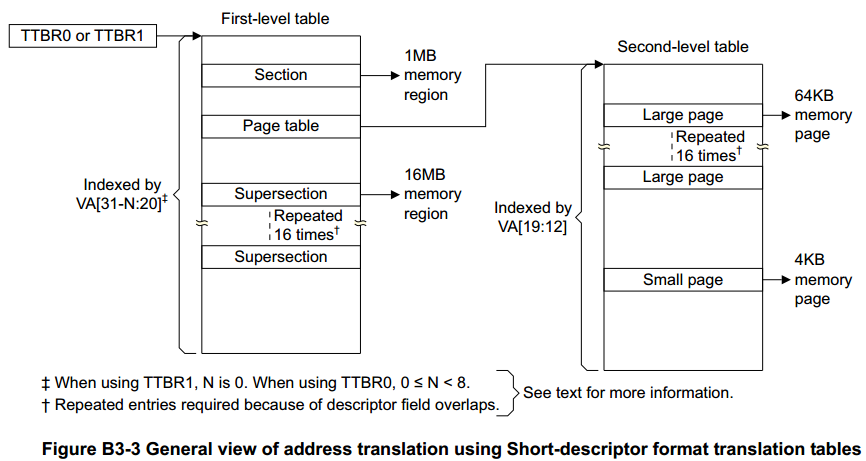 First-level table
TTBR0 or TTBR1
Second-level table
Section
1MB
memory
region
Page table
Large page
64KB
memory
page
Repeated
16 times†
Large page
Indexed by
VA[31-N:20]‡
Supersection
16MB
memory
region
Repeated
16 times†
Supersection
Indexed by
VA[19:12]
Small page
4KB
memory
page
‡ When using TTBR1, N is 0. When using TTBR0, 0 ≤ N < 8.
† Repeated entries required because of descriptor field overlaps.
See text for more information.
Figure B3-3 General view of address translation using Short-descriptor format translation tables